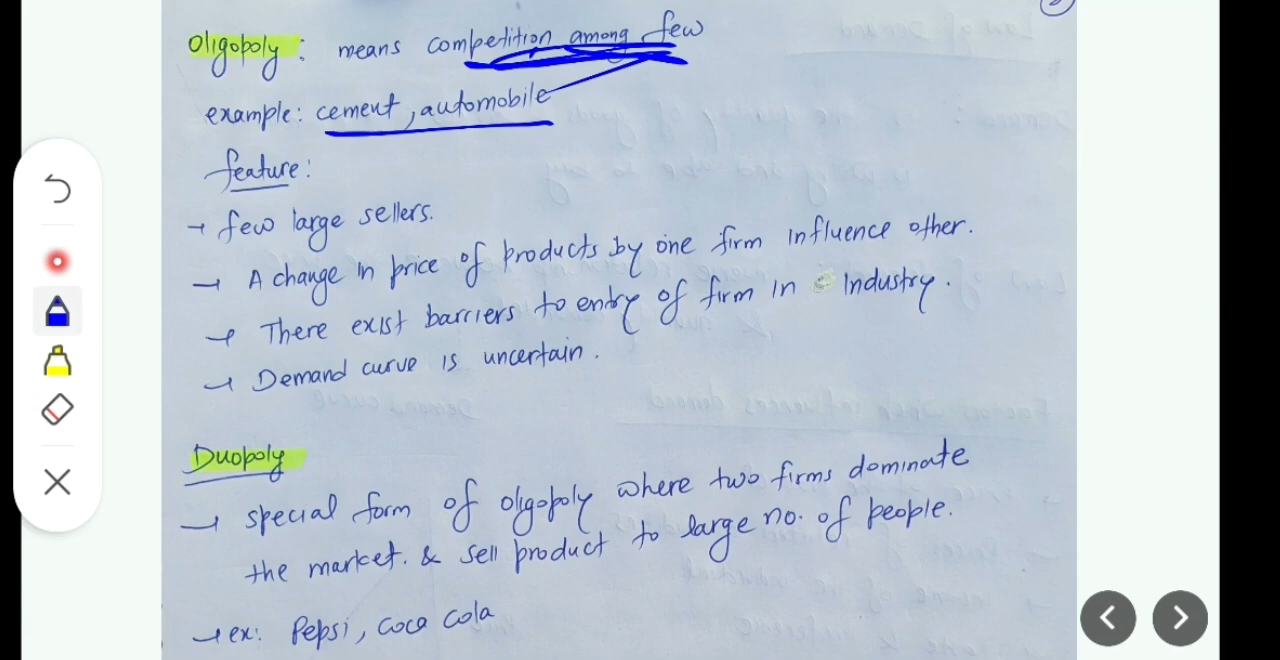 Oligopoly: means competition among few
example: cement, automobile
feature:
→ few large sellers.
→ A change in price of products by one firm influence other.
→ There exist barriers to entry of firm in Industry.
→ Demand curve is uncertain.
Duopoly
→ special form of oligopoly where two firms dominate
the market. & sell product to large no. of people.
→ ex: Pepsi, coca cola